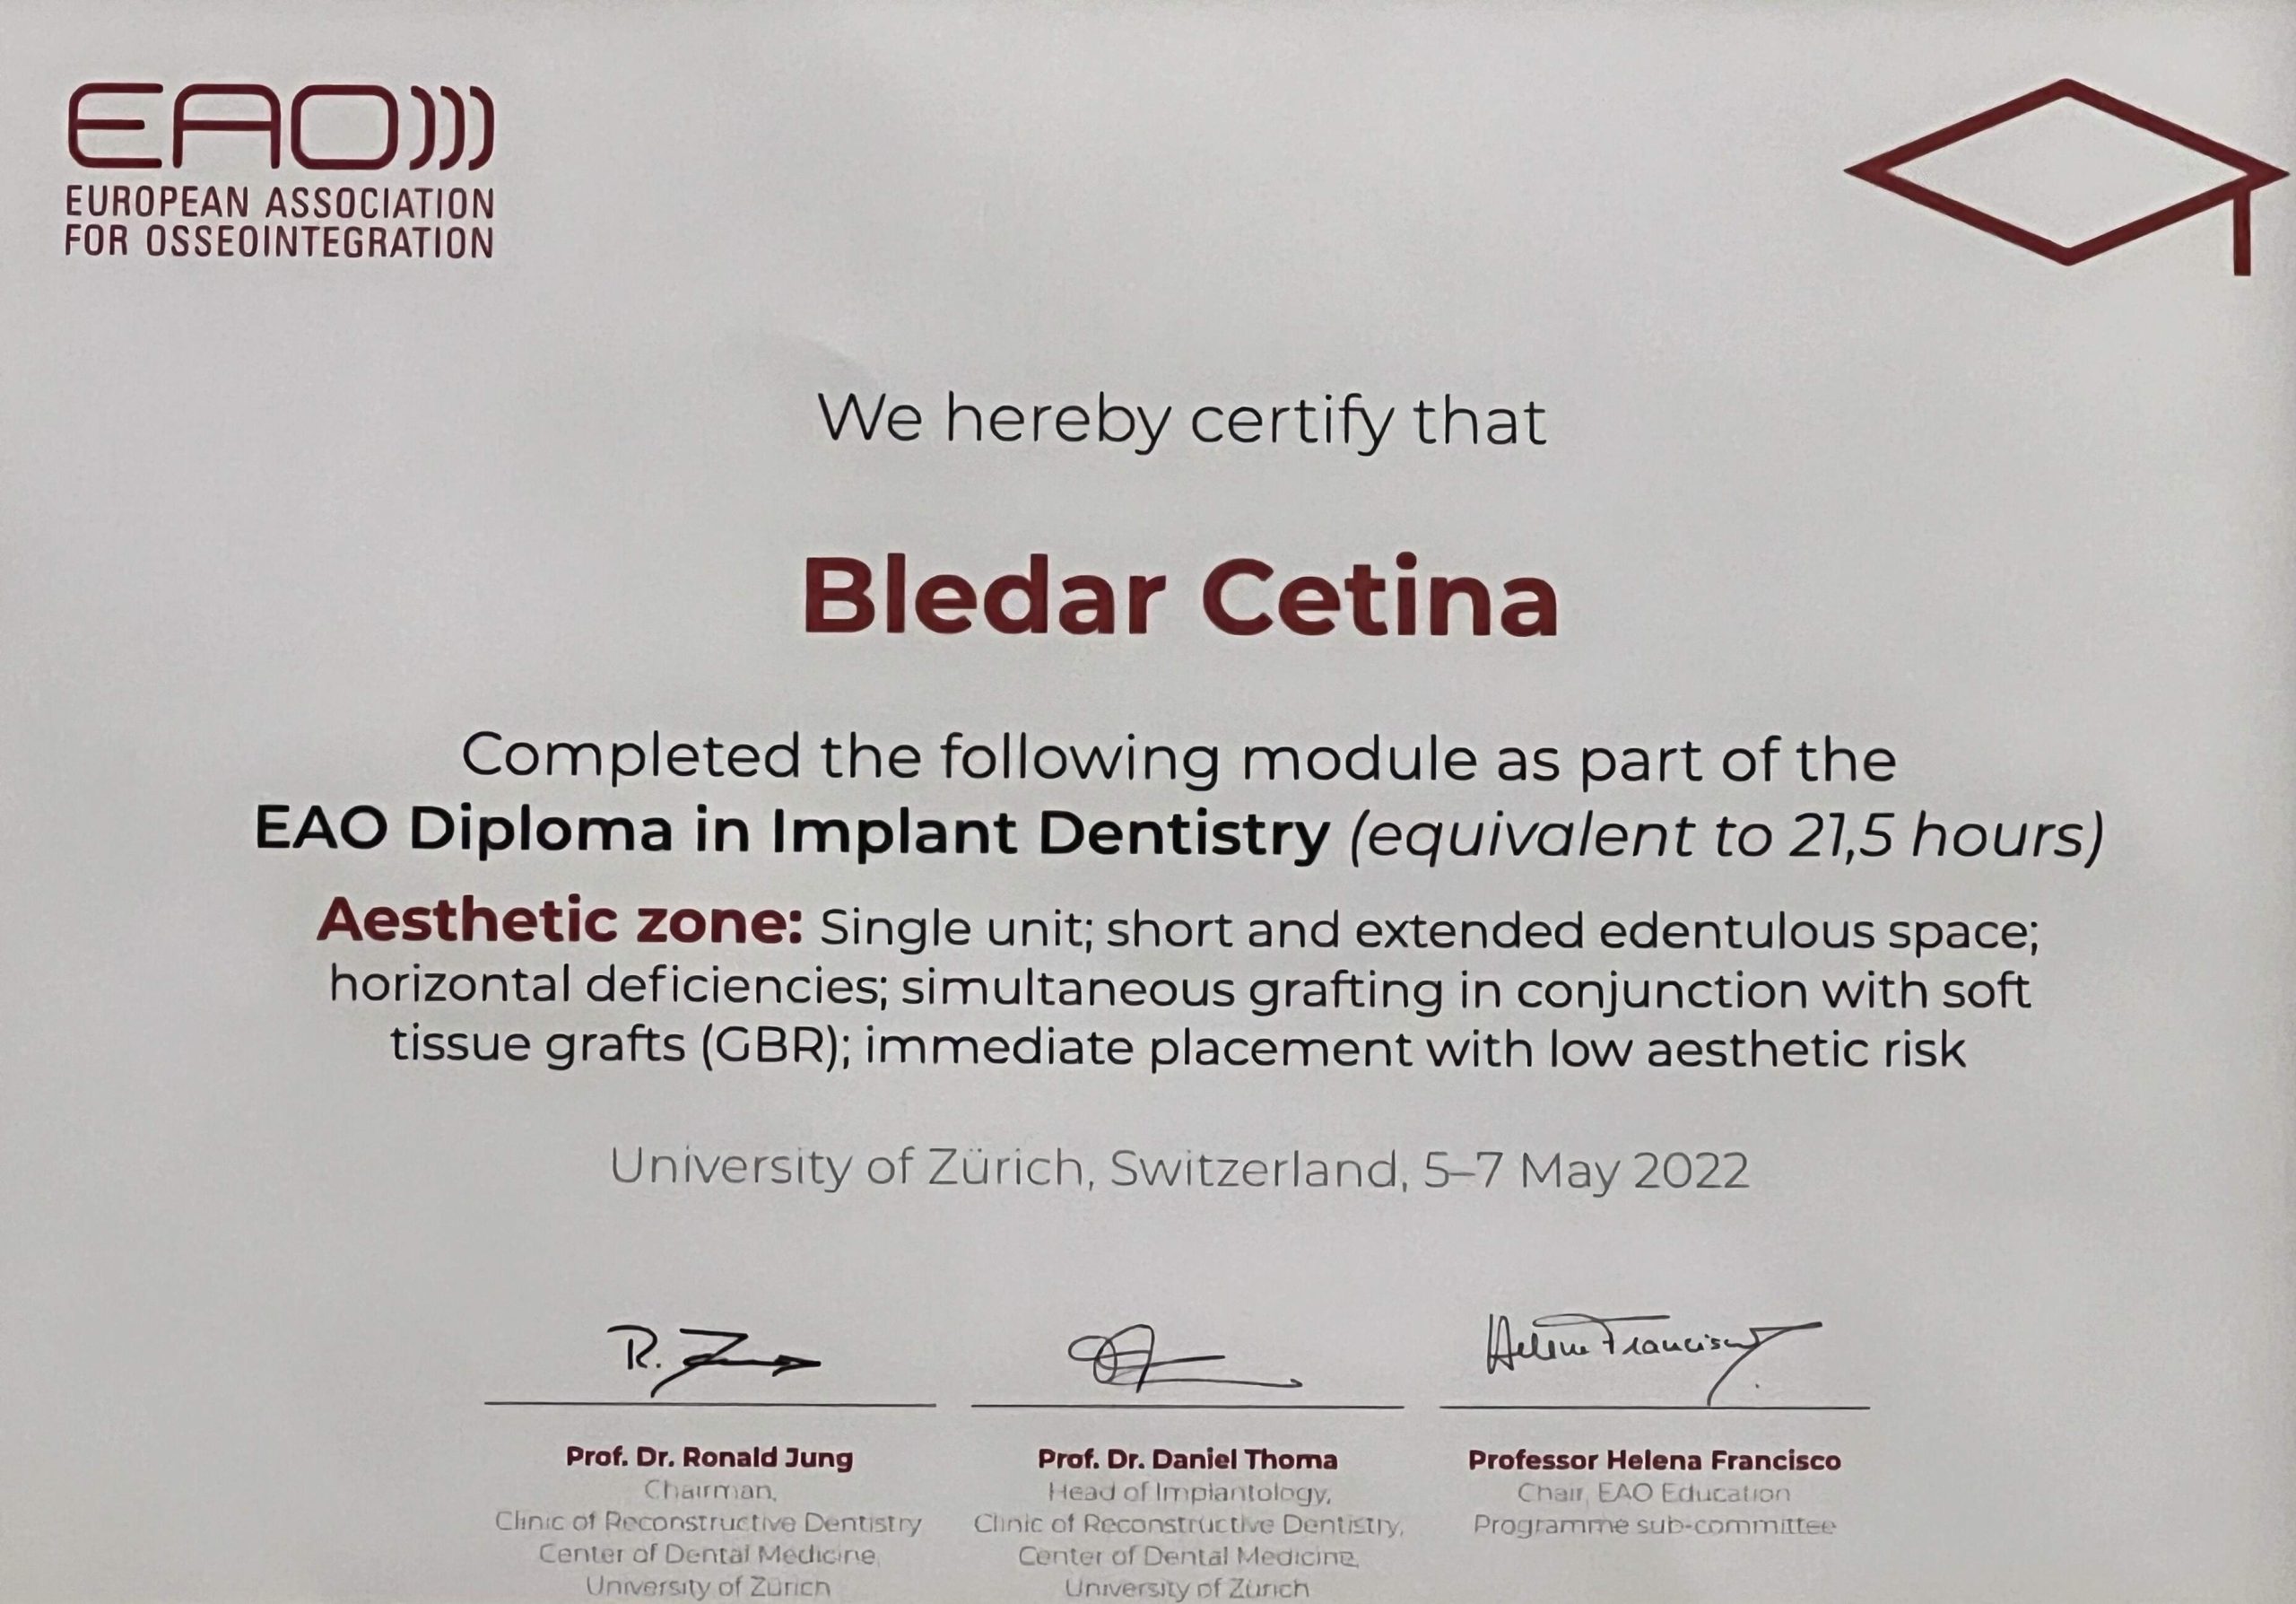 EAO)))
EUROPEAN ASSOCIATION
FOR OSSEOINTEGRATION
We hereby certify that
Bledar Cetina
Completed the following module as part of the
EAO Diploma in Implant Dentistry (equivalent to 21,5 hours)
Aesthetic zone: Single unit; short and extended edentulous space;
horizontal deficiencies; simultaneous grafting in conjunction with soft
tissue grafts (GBR); immediate placement with low aesthetic risk
University of Zürich, Switzerland, 5–7 May 2022
R. 
Helena Francisco
Prof. Dr. Ronald Jung
Chairman,
Clinic of Reconstructive Dentistry
Center of Dental Medicine,
University of Zürich
Prof. Dr. Daniel Thoma
Head of Implantology,
Clinic of Reconstructive Dentistry,
Center of Dental Medicine,
University of Zürich
Professor Helena Francisco
Chair, EAO Education
Programme sub-committee